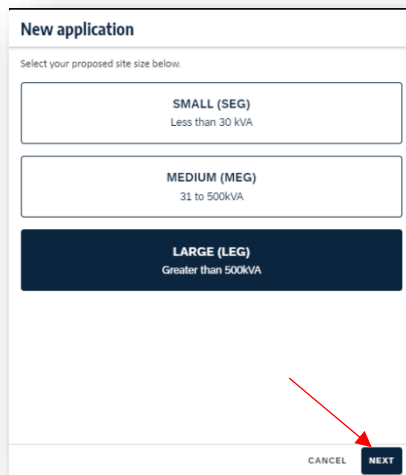 New application
Select your proposed site size below.
SMALL (SEG)
Less than 30 kVA
MEDIUM (MEG)
31 to 500kVA
LARGE (LEG)
Greater than 500kVA
CANCEL NEXT